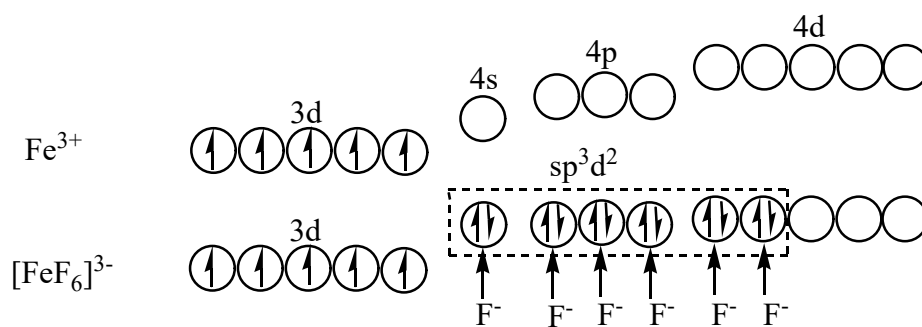 4d
4p
4s
3d
Fe³⁺
sp³d²
3d
[FeF₆]³⁻
F⁻ F⁻ F⁻ F⁻ F⁻ F⁻